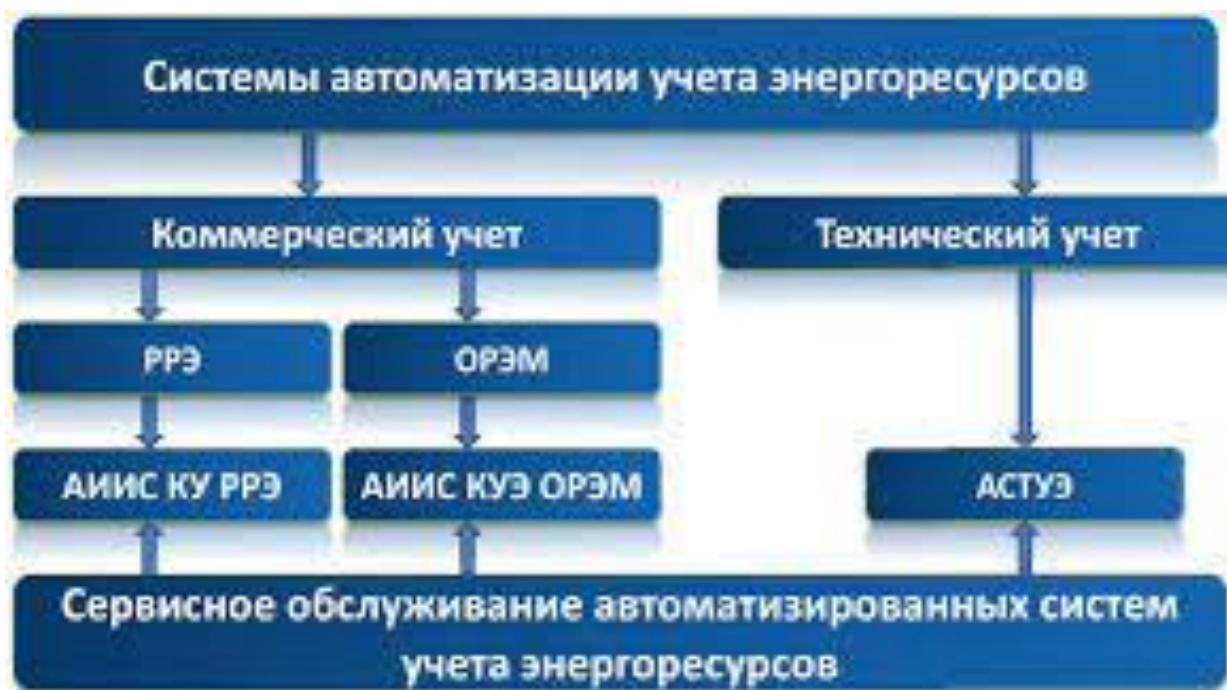 Системы автоматизации учета энергоресурсов
Коммерческий учет
Технический учет
РРЭ
ОРЭМ
АИИС КУ РРЭ
АИИС КУЭ ОРЭМ
АСТУЭ
Сервисное обслуживание автоматизированных систем
учета энергоресурсов